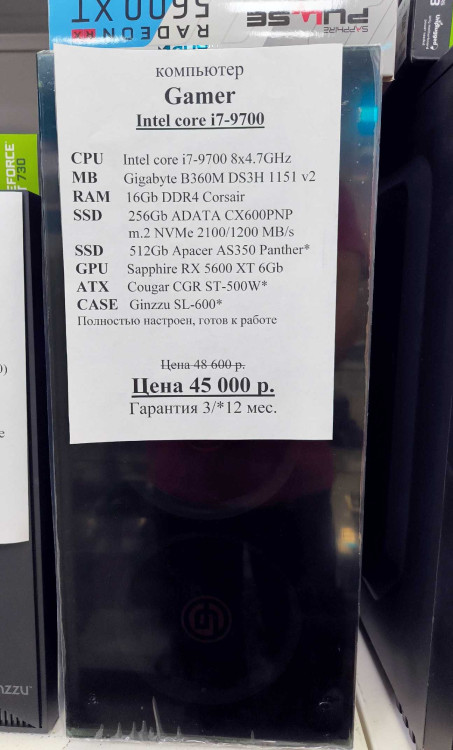 5600 XT
RADEON RX
SAPPHIRE
PULSE
компьютер
Gamer
Intel core i7-9700
CPU Intel core i7-9700 8x4.7GHz
MB Gigabyte B360M DS3H 1151 v2
RAM 16Gb DDR4 Corsair
SSD 256Gb ADATA CX600PNP
m.2 NVMe 2100/1200 MB/s
SSD 512Gb Apacer AS350 Panther*
GPU Sapphire RX 5600 XT 6Gb
ATX Cougar CGR ST-500W*
CASE Ginzzu SL-600*
Полностью настроен, готов к работе
Цена 48 600 р.
Цена 45 000 р.
Гарантия 3/*12 мес.
EFORCE
730
nzzu